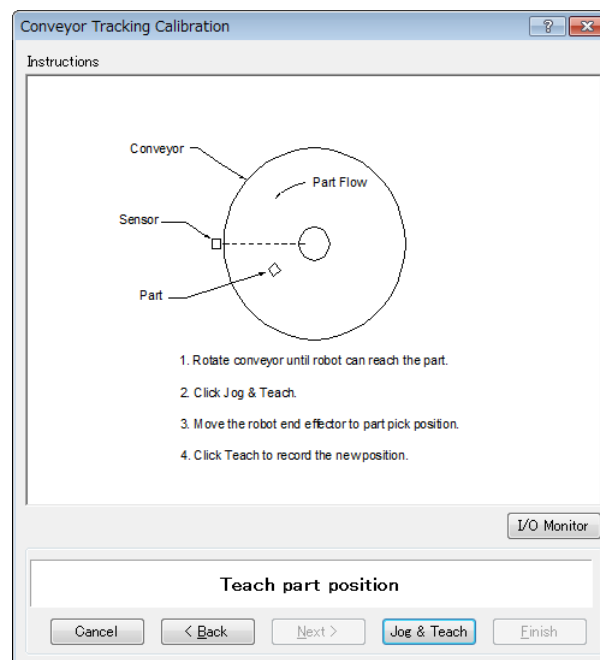 Conveyor Tracking Calibration
Instructions
Conveyor
Part Flow
Sensor
Part
1. Rotate conveyor until robot can reach the part.
2. Click Jog & Teach.
3. Move the robot end effector to part pick position.
4. Click Teach to record the new position.
I/O Monitor
Teach part position
Cancel
< Back
Next >
Jog & Teach
Finish